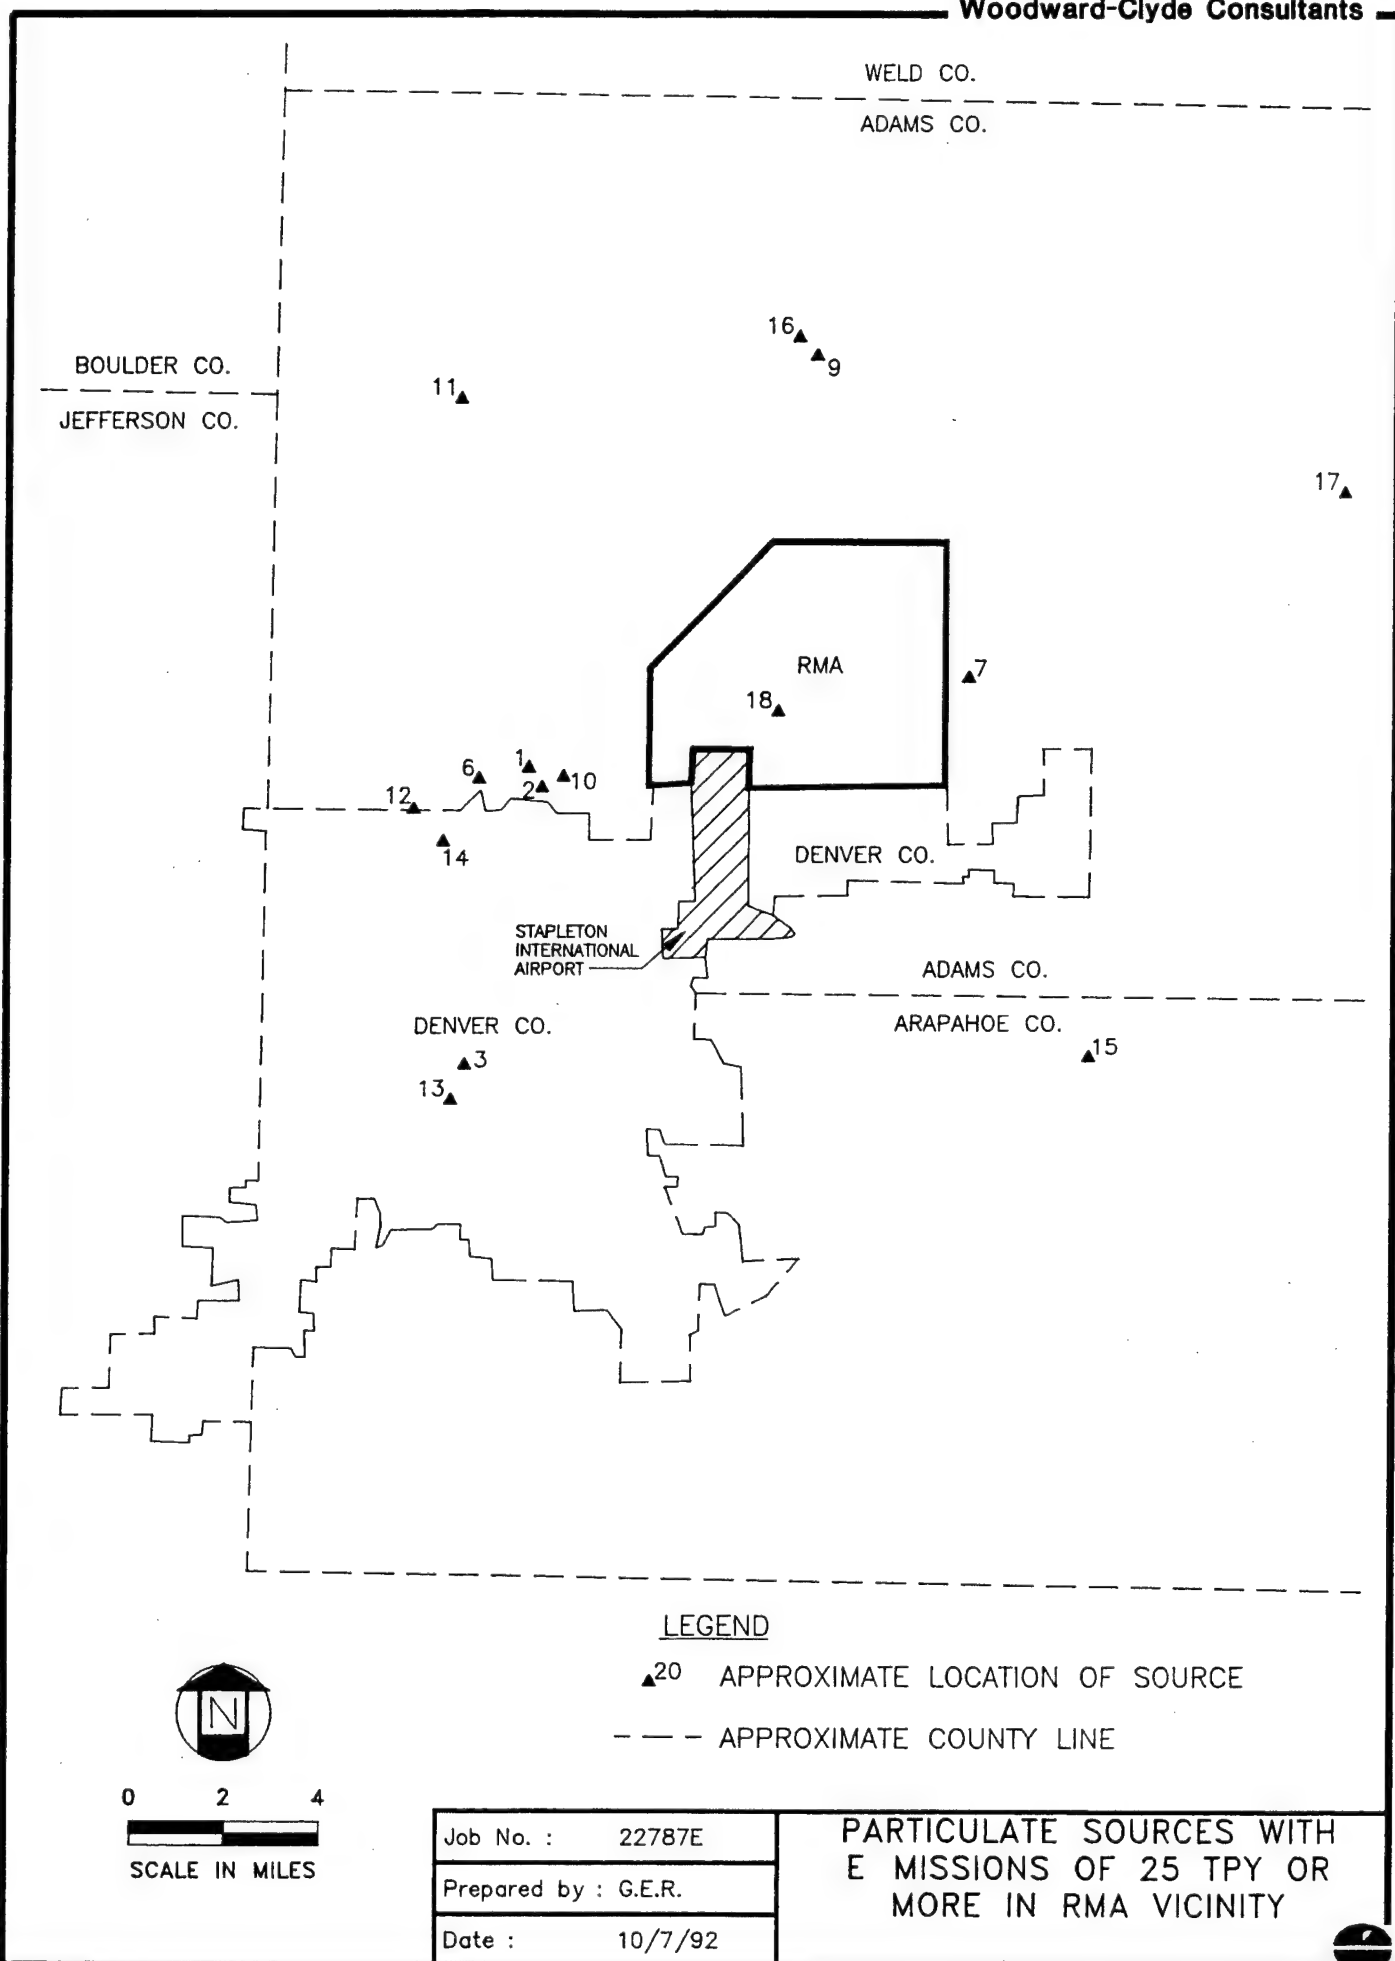 Woodward-Clyde Consultants
WELD CO.
ADAMS CO.
16
9
BOULDER CO.
11
JEFFERSON CO.
17
RMA
7
18
1
6
10
2
12
14
DENVER CO.
STAPLETON
INTERNATIONAL
AIRPORT
ADAMS CO.
DENVER CO.
ARAPAHOE CO.
15
3
13
LEGEND
20 APPROXIMATE LOCATION OF SOURCE
APPROXIMATE COUNTY LINE
N
0 2 4
SCALE IN MILES
Job No. : 22787E
Prepared by : G.E.R.
Date : 10/7/92
PARTICULATE SOURCES WITH
E MISSIONS OF 25 TPY OR
MORE IN RMA VICINITY